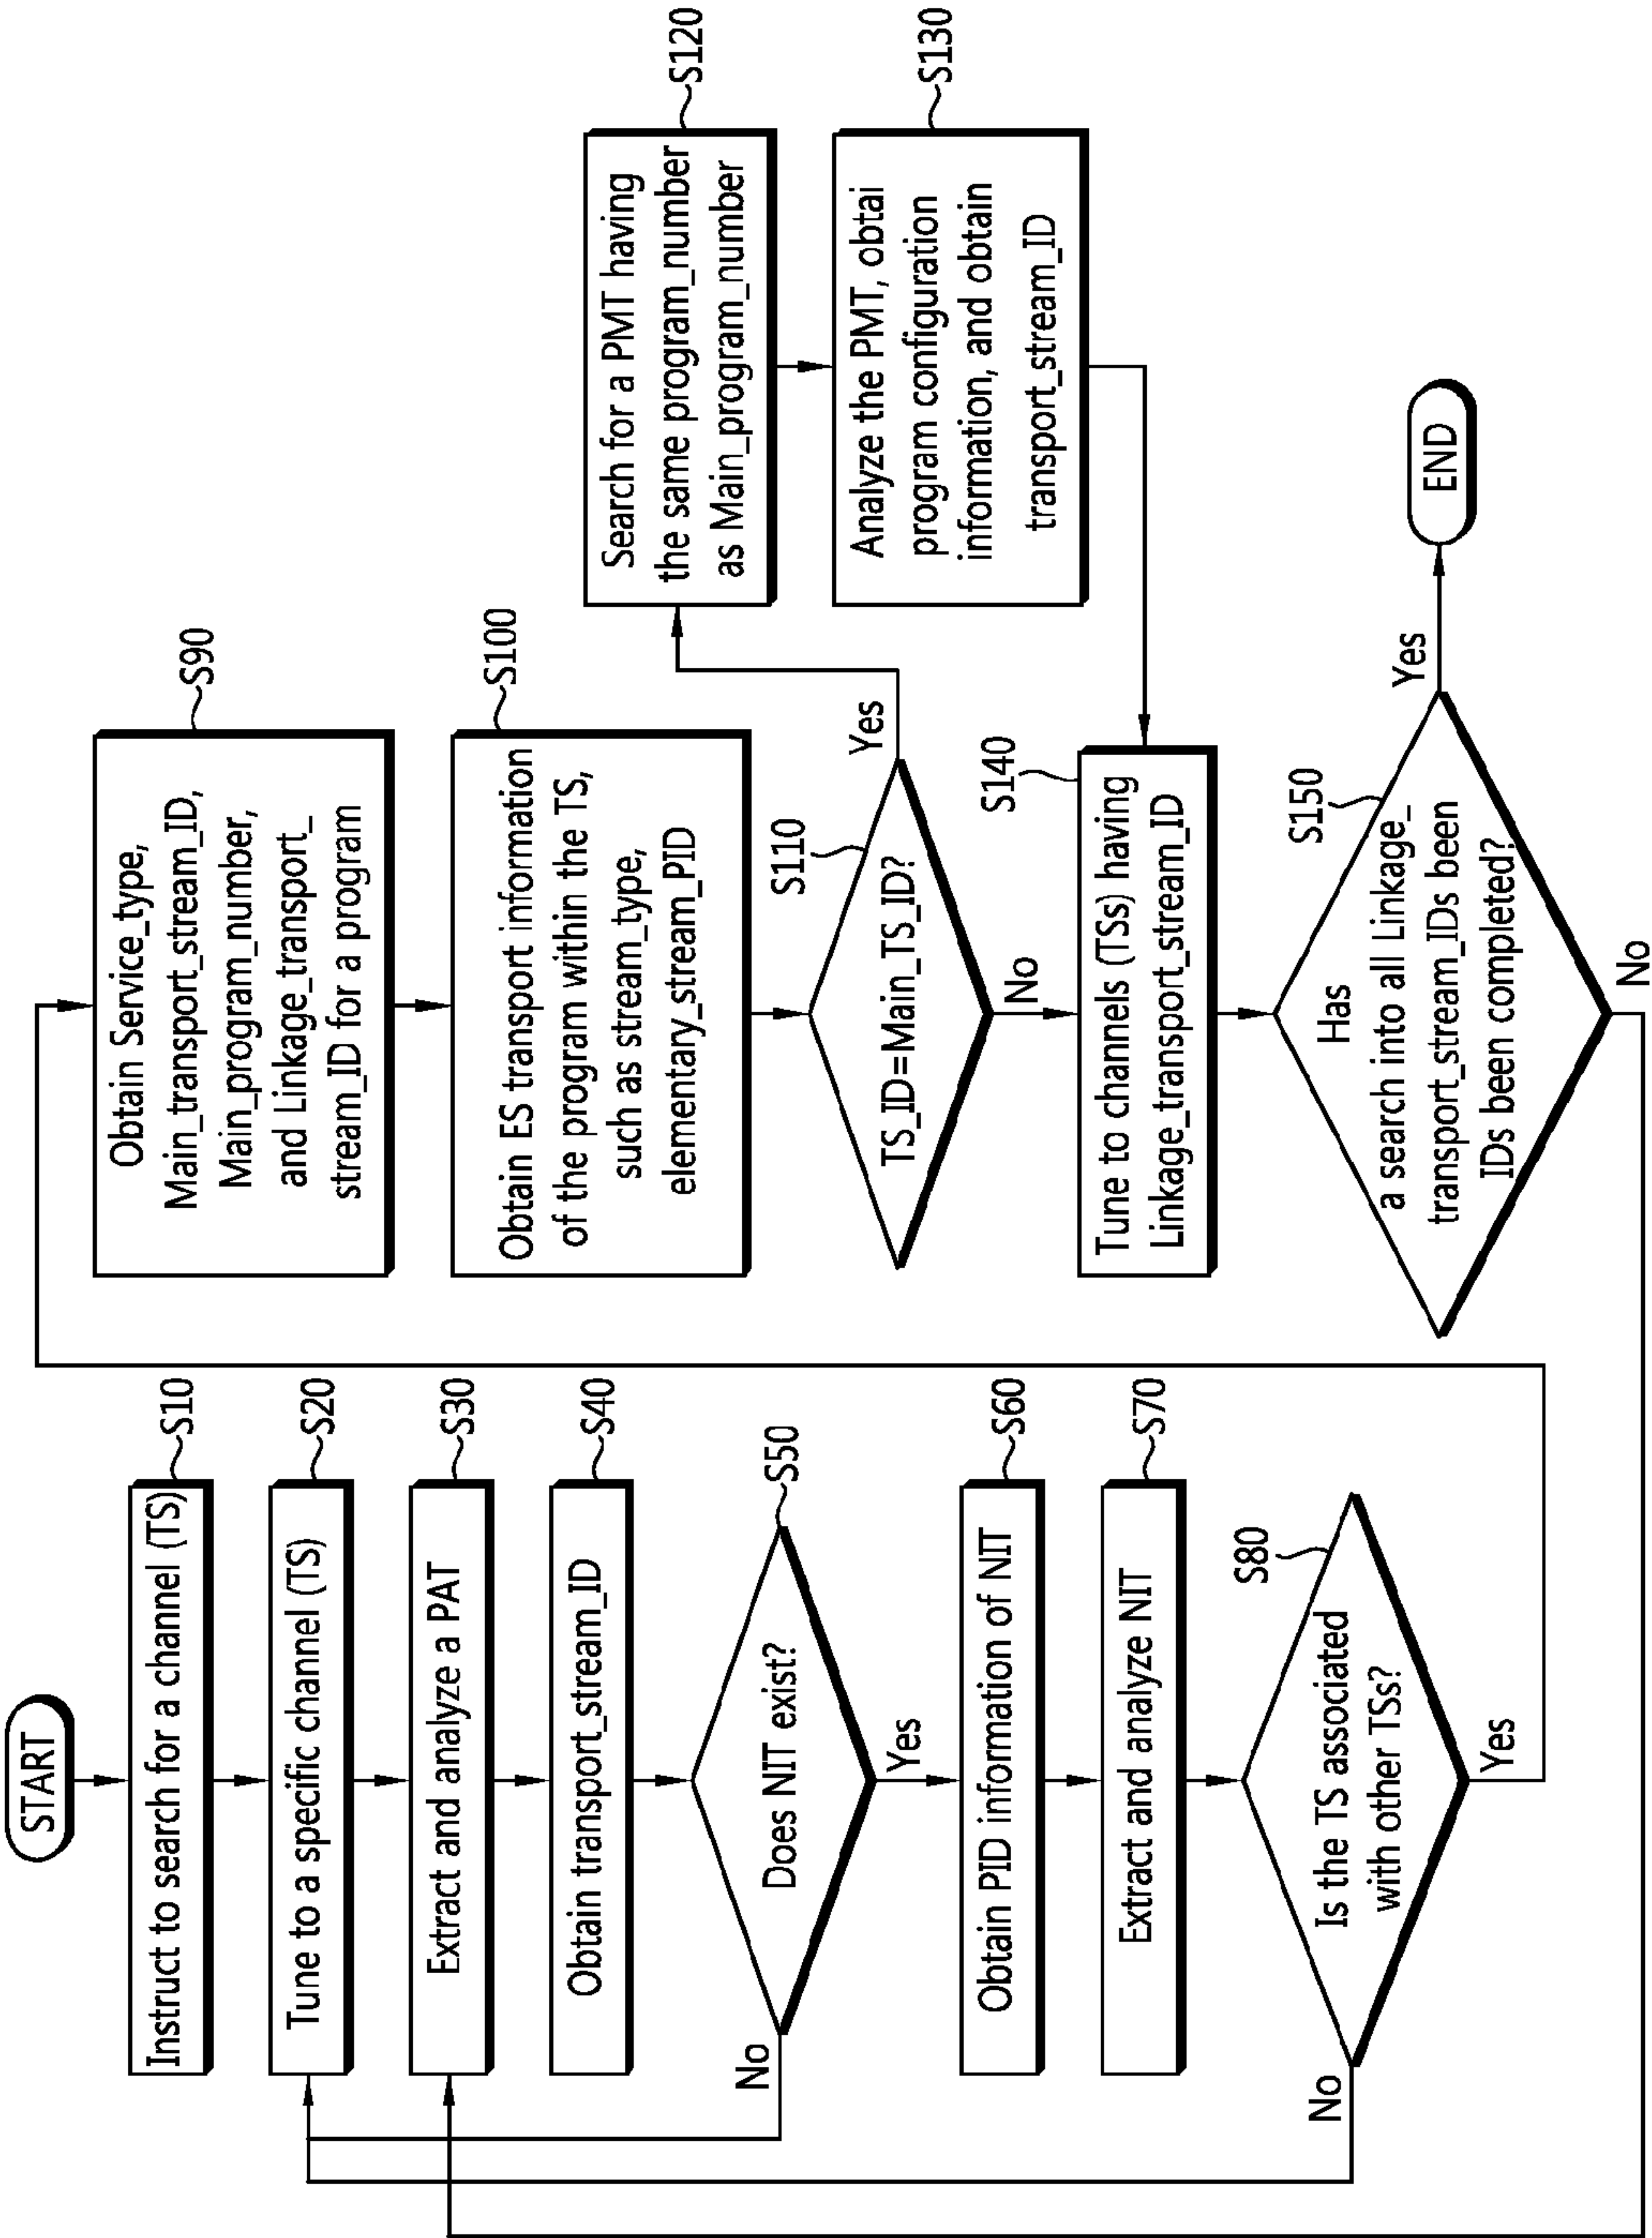 START
Instruct to search for a channel (TS)
S10
Tune to a specific channel (TS)
S20
Extract and analyze a PAT
S30
Obtain transport_stream_ID
S40
Does NIT exist?
S50
No
Yes
Obtain PID information of NIT
S60
Extract and analyze NIT
S70
Is the TS associated
with other TSs?
S80
No
Yes
Obtain Service_type,
Main_transport_stream_ID,
Main_program_number,
and Linkage_transport_
stream_ID for a program
S90
Obtain ES transport information
of the program within the TS,
such as stream_type,
elementary_stream_PID
S100
TS_ID=Main_TS_ID?
S110
Yes
No
Search for a PMT having
the same program_number
as Main_program_number
S120
Analyze the PMT, obtai
program configuration
information, and obtain
transport_stream_ID
S130
Tune to channels (TSs) having
Linkage_transport_stream_ID
S140
Has
a search into all Linkage_
transport_stream_IDs been
IDs been completed?
S150
Yes
No
END